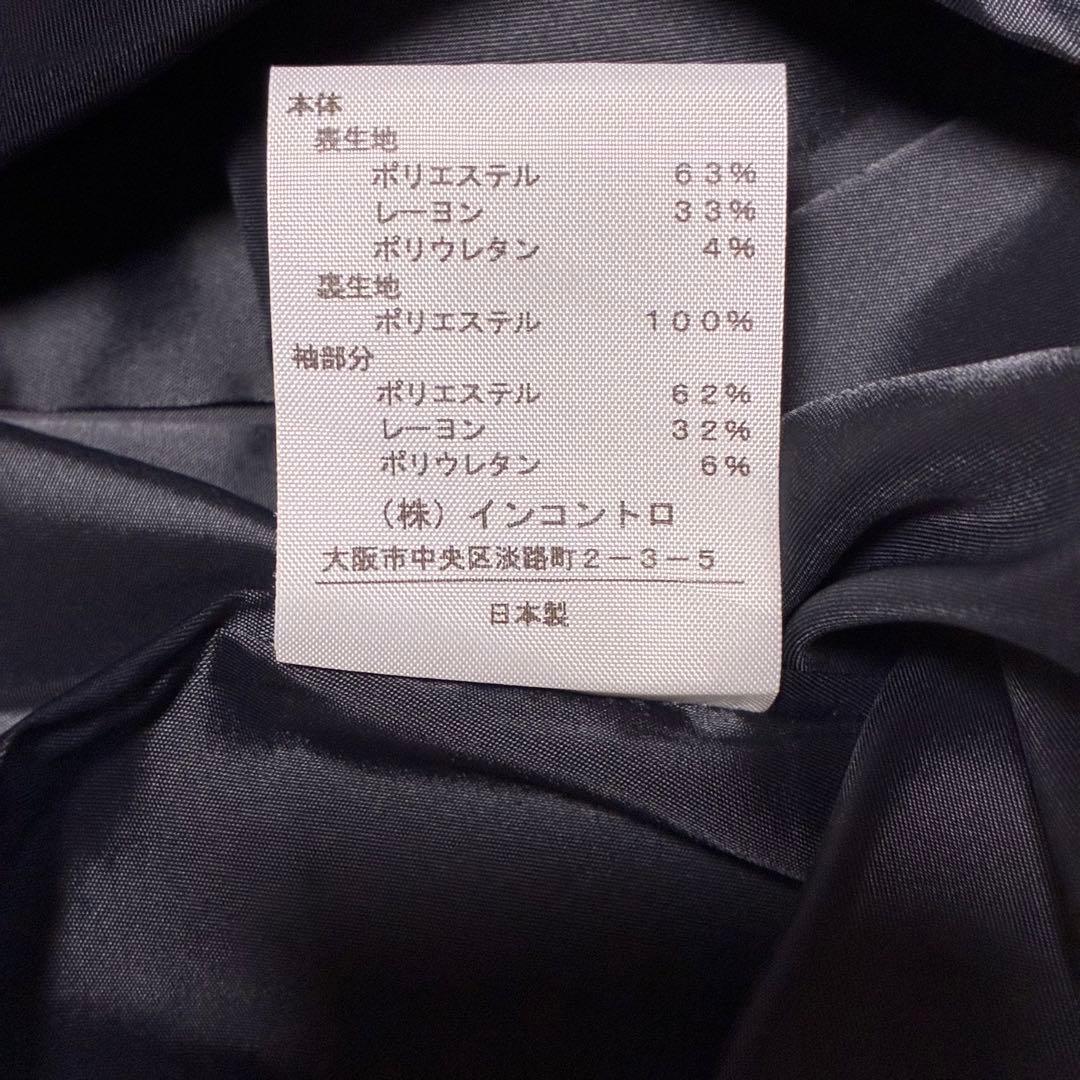 本体
表生地
ポリエステル 63%
レーヨン 33%
ポリウレタン 4%
裏生地
ポリエステル 100%
袖部分
ポリエステル 62%
レーヨン 32%
ポリウレタン 6%
(株)インコントロ
大阪市中央区淡路町2-3-5
日本製